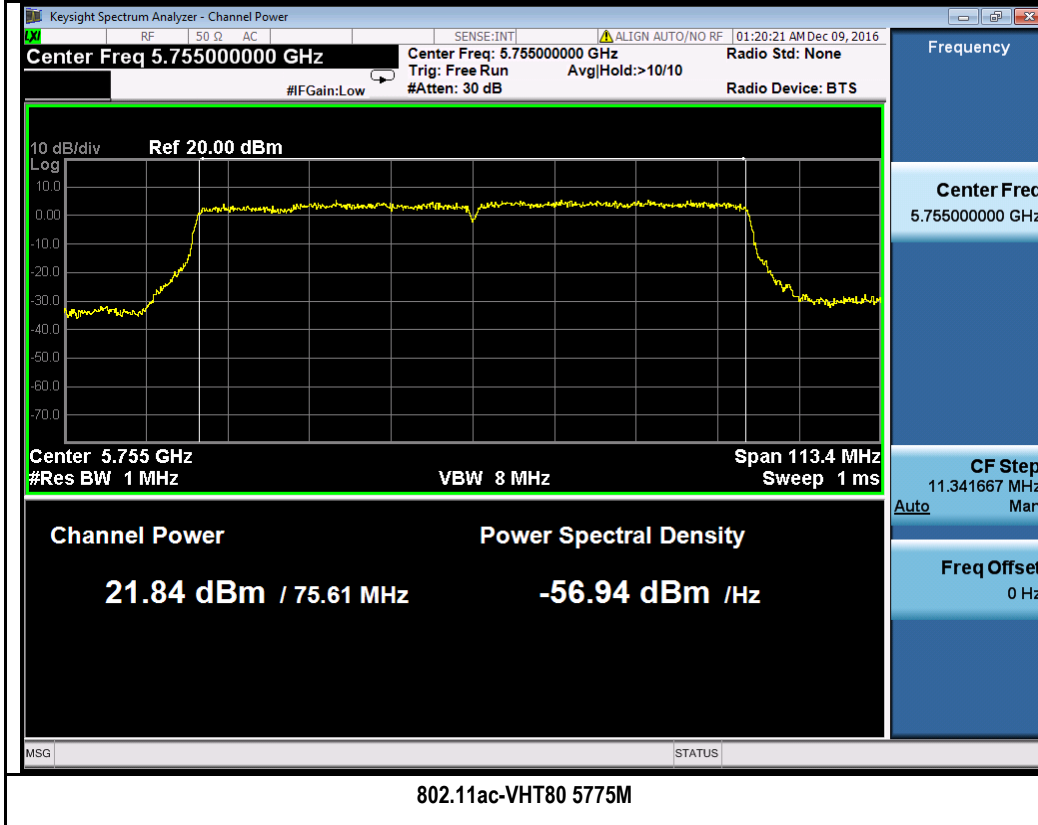 Keysight Spectrum Analyzer - Channel Power
LXI RF 50 Ω AC SENSE:INT ALIGN AUTO/NO RF 01:20:21 AM Dec 09, 2016
Center Freq 5.755000000 GHz
Center Freq: 5.755000000 GHz Radio Std: None
Trig: Free Run Avg|Hold:>10/10
#IFGain:Low #Atten: 30 dB Radio Device: BTS
10 dB/div Ref 20.00 dBm
Log
10.0
0.00
-10.0
-20.0
-30.0
-40.0
-50.0
-60.0
-70.0
Center 5.755 GHz Span 113.4 MHz
#Res BW 1 MHz VBW 8 MHz Sweep 1 ms
Channel Power Power Spectral Density
21.84 dBm / 75.61 MHz -56.94 dBm /Hz
MSG STATUS
Frequency
Center Freq
5.755000000 GHz
CF Step
11.341667 MHz
Auto Man
Freq Offset
0 Hz
802.11ac-VHT80 5775M